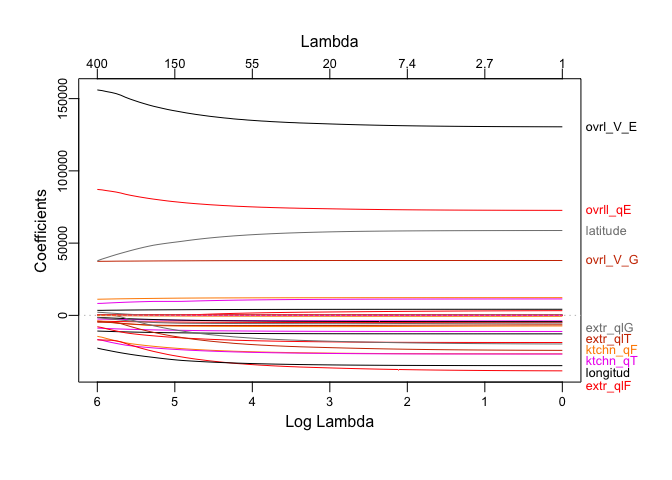 Lambda
400 150 55 20 7.4 2.7 1
150000
100000
50000
0
Coefficients
ovrl_V_E
ovrll_qE
latitude
ovrl_V_G
extr_qlG
extr_qlT
ktchn_qF
ktchn_qT
longitud
extr_qlF
6 5 4 3 2 1 0
Log Lambda